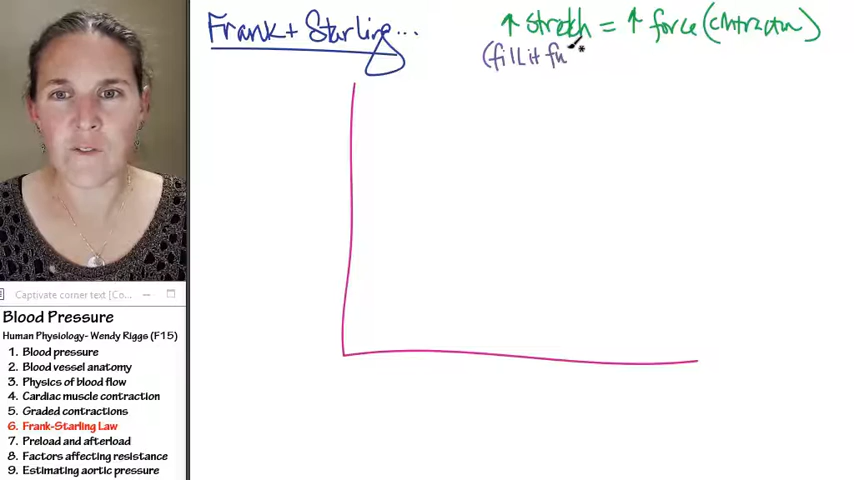 Frank + Starling...
↑ stretch = ↑ force (
(fill it fu
Captivate corner text [Co...
Blood Pressure
Human Physiology- Wendy Riggs (F15)
1. Blood pressure
2. Blood vessel anatomy
3. Physics of blood flow
4. Cardiac muscle contraction
5. Graded contractions
6. Frank-Starling Law
7. Preload and afterload
8. Factors affecting resistance
9. Estimating aortic pressure